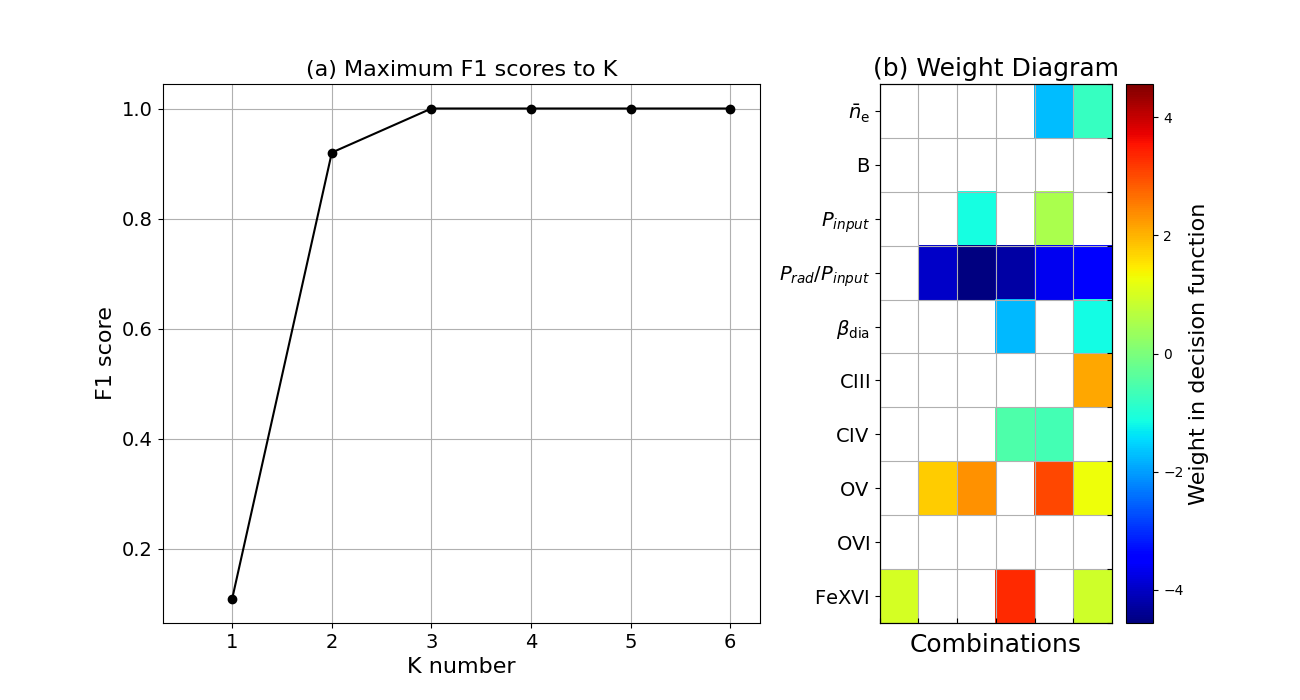 (a) Maximum F1 scores to K
F1 score
1.0
0.8
0.6
0.4
0.2
1 2 3 4 5 6
K number
(b) Weight Diagram
n̄e
B
Pinput
Prad/Pinput
βdia
CIII
CIV
OV
OVI
FeXVI
Combinations
4
2
0
−2
−4
Weight in decision function